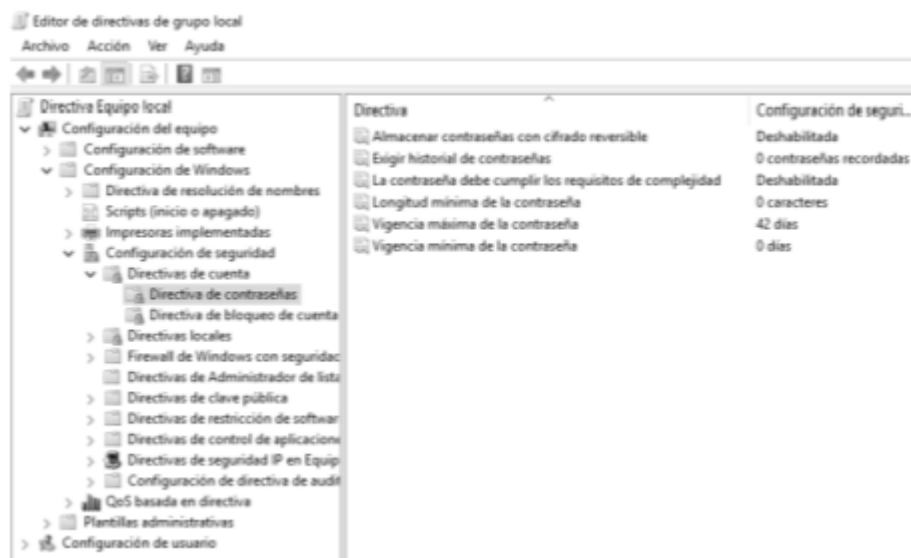 Editor de directivas de grupo local
Archivo Acción Ver Ayuda
Directiva Equipo local
Configuración del equipo
Configuración de software
Configuración de Windows
Directiva de resolución de nombres
Scripts (inicio o apagado)
Impresoras implementadas
Configuración de seguridad
Directivas de cuenta
Directiva de contraseñas
Directiva de bloqueo de cuenta
Directivas locales
Firewall de Windows con seguridad
Directivas de Administrador de lista
Directivas de clave pública
Directivas de restricción de softwar
Directivas de control de aplicacione
Directivas de seguridad IP en Equip
Configuración de directiva de audit
QoS basada en directiva
Plantillas administrativas
Configuración de usuario
Directiva Configuración de seguri...
Almacenar contraseñas con cifrado reversible Deshabilitada
Exigir historial de contraseñas 0 contraseñas recordadas
La contraseña debe cumplir los requisitos de complejidad Deshabilitada
Longitud mínima de la contraseña 0 caracteres
Vigencia máxima de la contraseña 42 días
Vigencia mínima de la contraseña 0 días